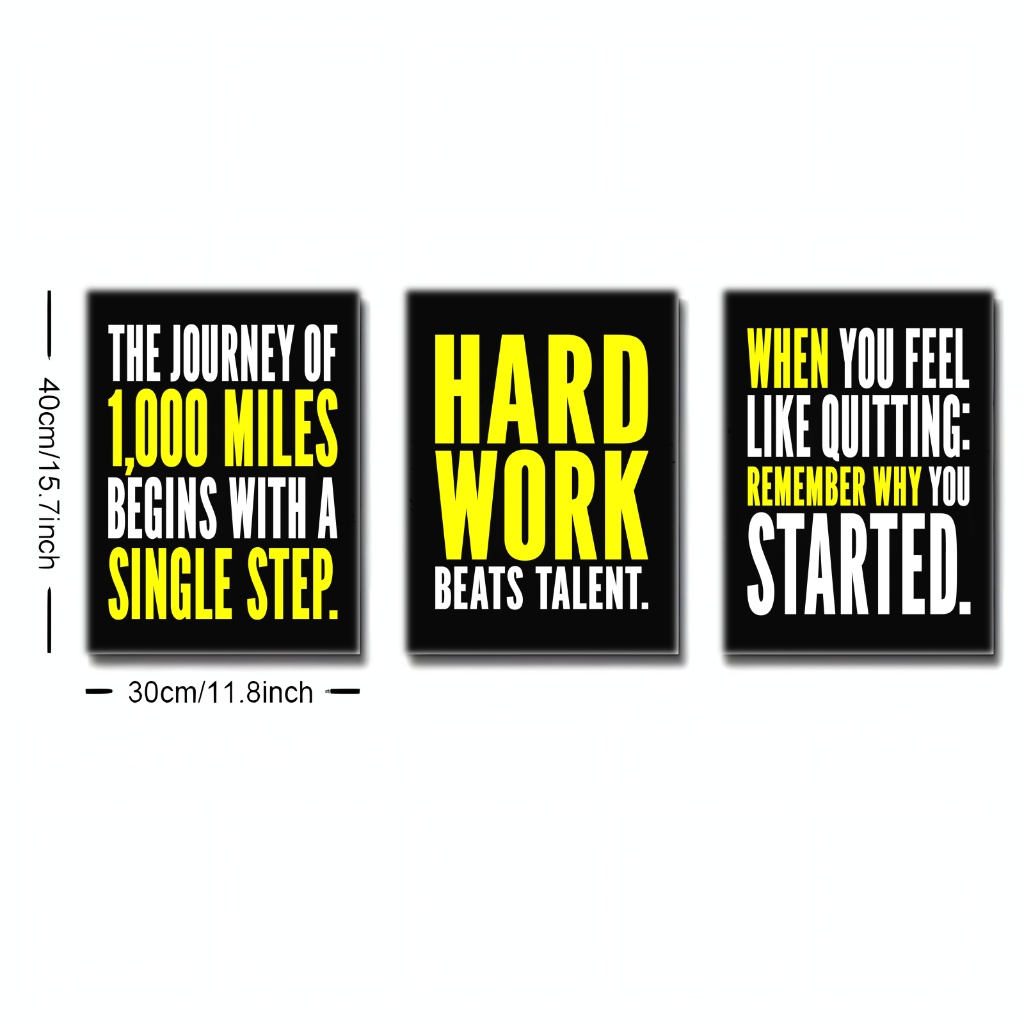 THE JOURNEY OF
1,000 MILES
BEGINS WITH A
SINGLE STEP.
HARD
WORK
BEATS TALENT.
WHEN YOU FEEL
LIKE QUITTING:
REMEMBER WHY YOU
STARTED.
40cm/15.7inch
30cm/11.8inch